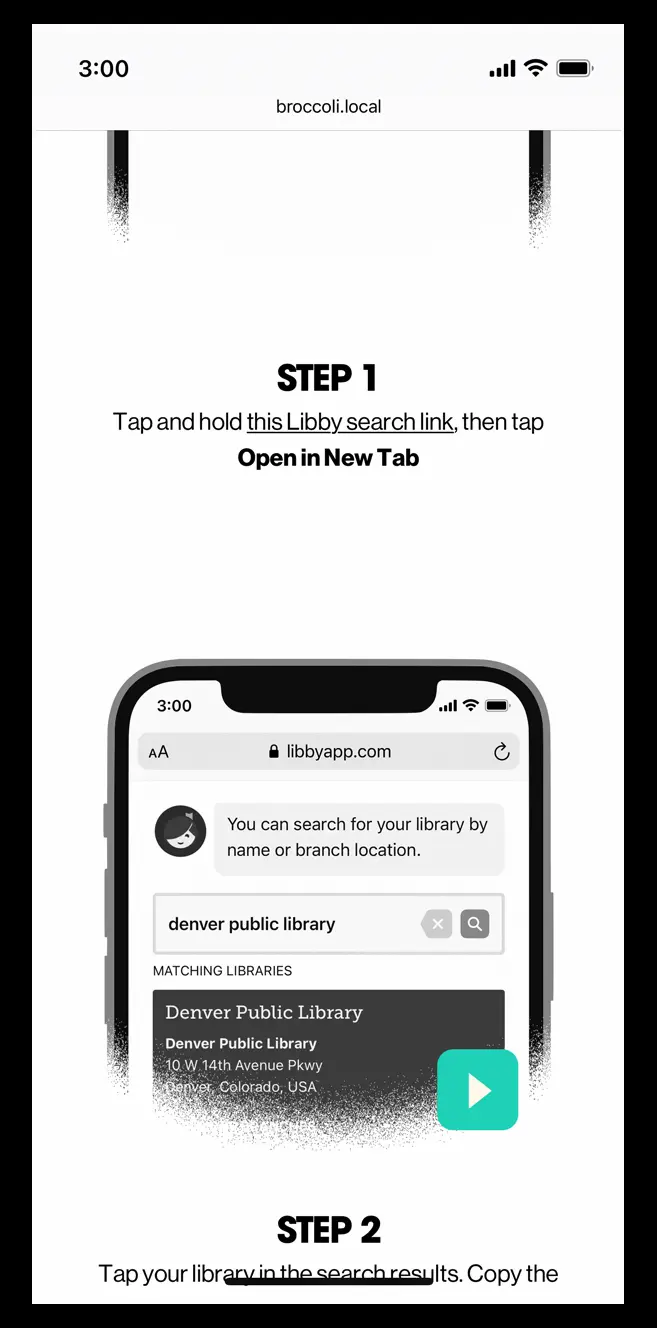 3:00
broccoli.local
STEP 1
Tap and hold this Libby search link, then tap
Open in New Tab
3:00
AA libbyapp.com
You can search for your library by
name or branch location.
denver public library
MATCHING LIBRARIES
Denver Public Library
Denver Public Library
10 W 14th Avenue Pkwy
Denver, Colorado, USA
STEP 2
Tap your library in the search results. Copy the